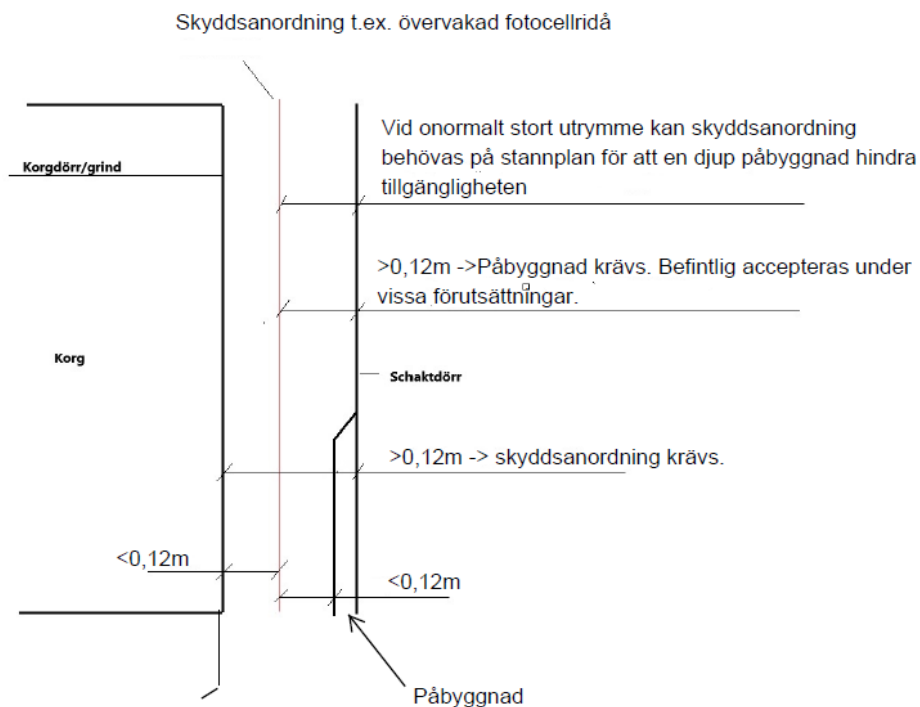 Skyddsanordning t.ex. övervakad fotocellridå
Vid onormalt stort utrymme kan skyddsanordning
behövas på stannplan för att en djup påbyggnad hindra
tillgängligheten
Korgdörr/grind
>0,12m ->Påbyggnad krävs. Befintlig accepteras under
vissa förutsättningar.
Korg
Schaktdörr
>0,12m -> skyddsanordning krävs.
<0,12m
<0,12m
Påbyggnad